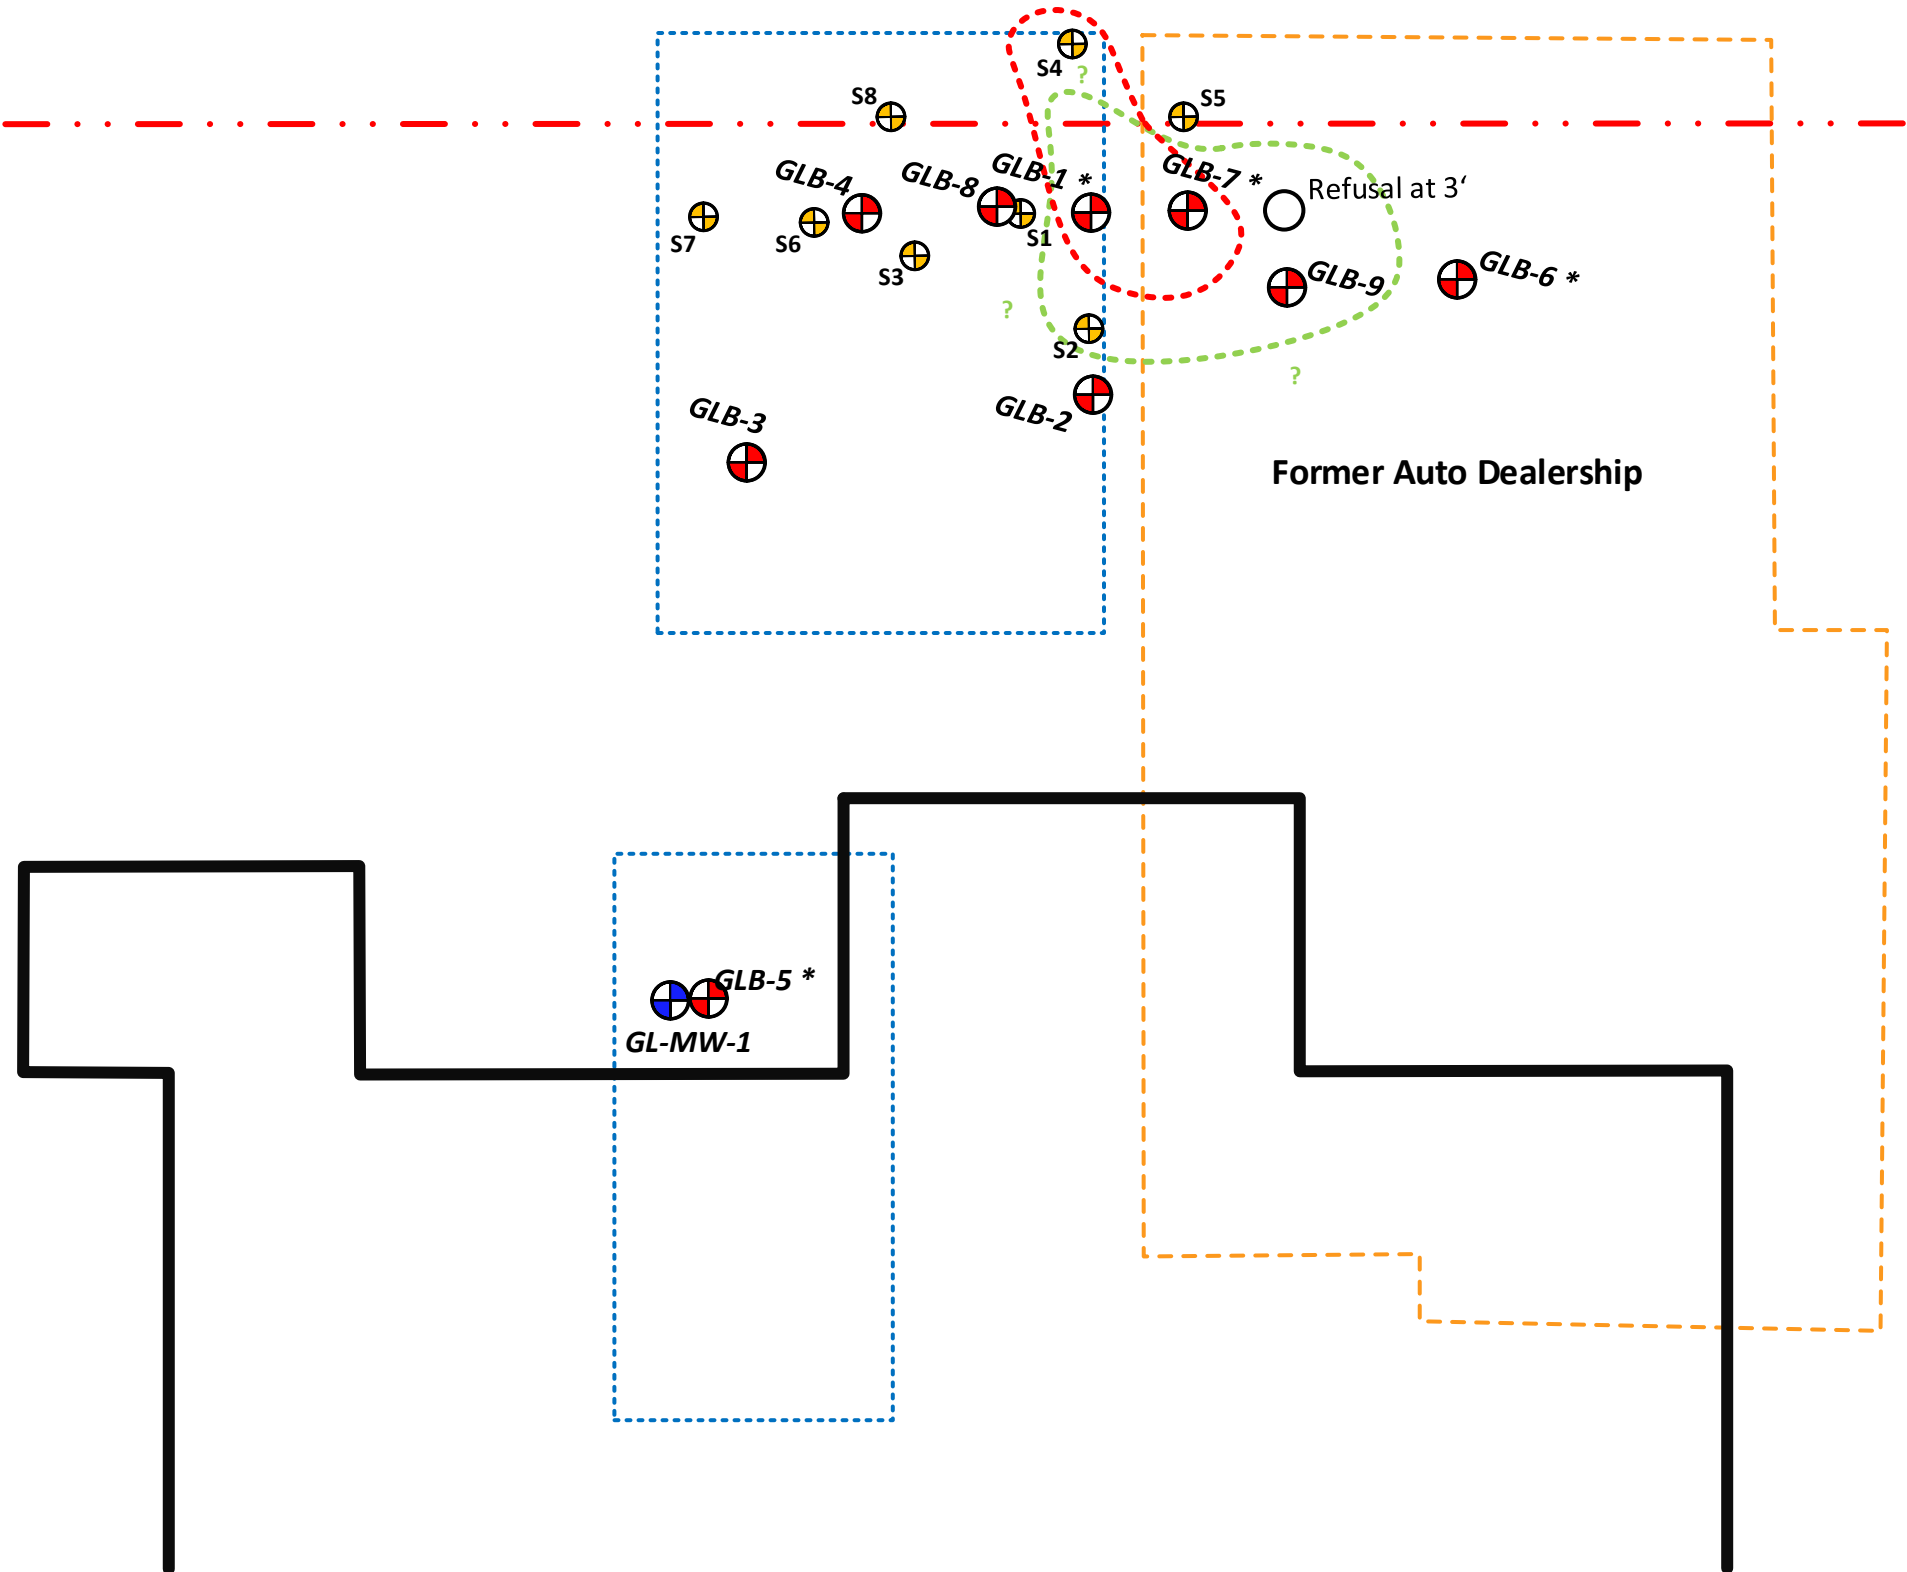 S4
?
S8
S5
GLB-4
GLB-8
GLB-1 *
GLB-7 *
Refusal at 3‘
S7
S6
S1
S3
GLB-9
GLB-6 *
?
S2
?
GLB-3
GLB-2
Former Auto Dealership
GLB-5 *
GL-MW-1